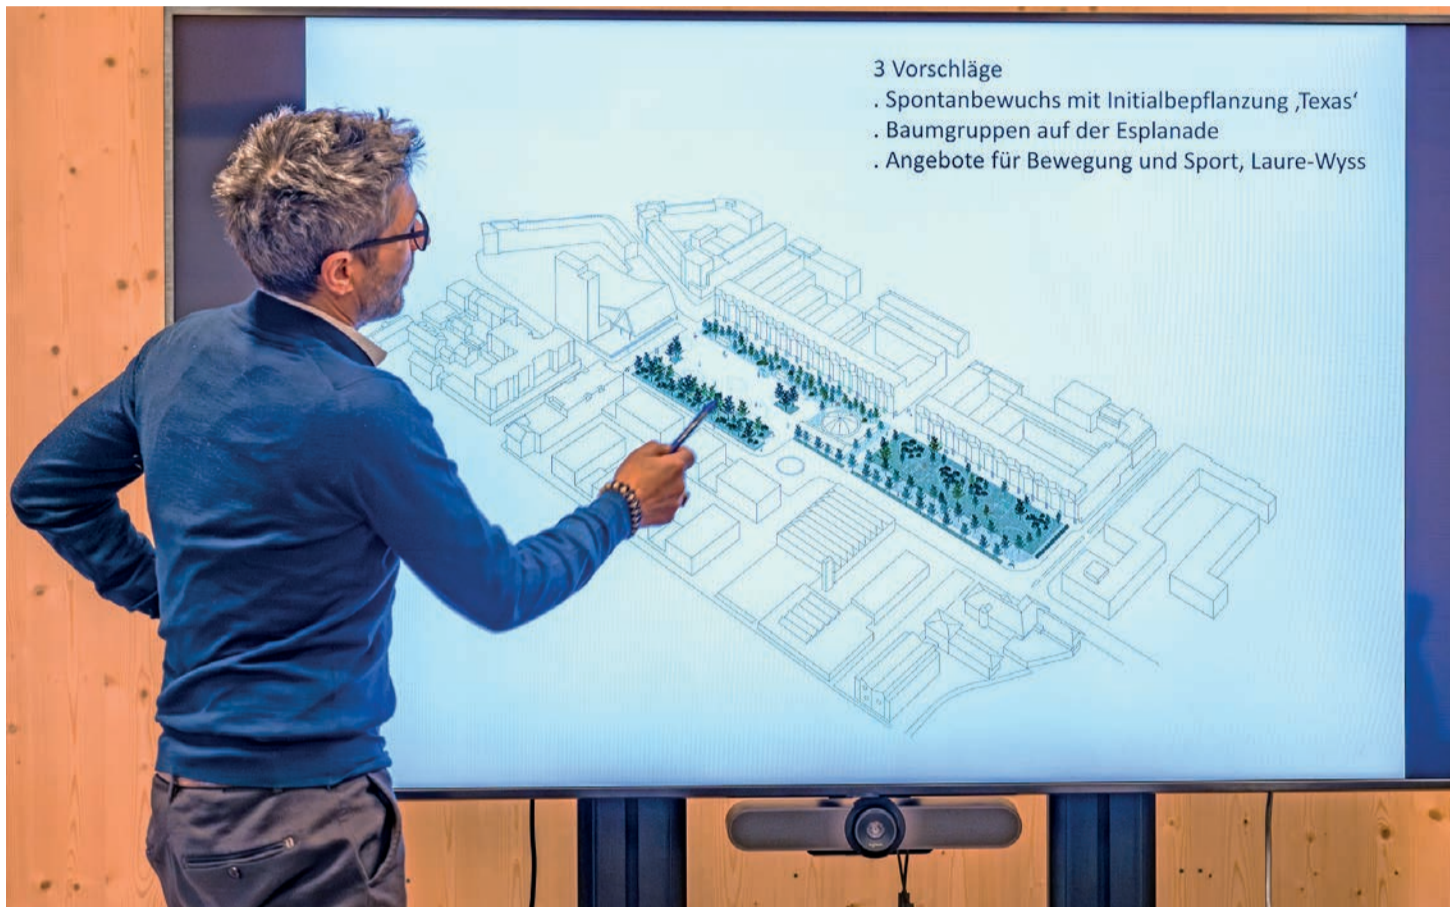 3 Vorschläge
. Spontanbewuchs mit Initialbepflanzung ‚Texas‘
. Baumgruppen auf der Esplanade
. Angebote für Bewegung und Sport, Laure-Wyss